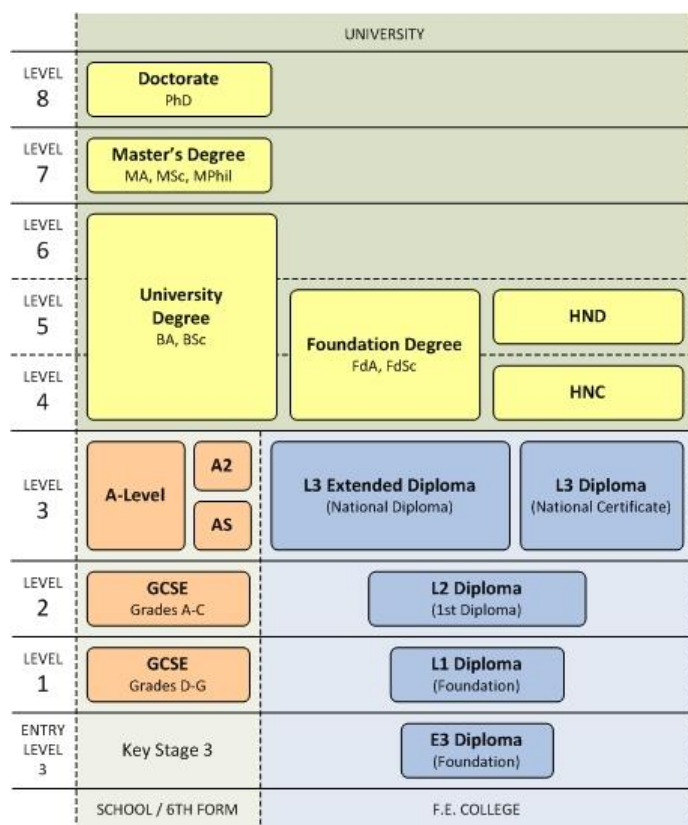 UNIVERSITY
LEVEL
8
Doctorate
PhD
LEVEL
7
Master's Degree
MA, MSc, MPhil
LEVEL
6
LEVEL
5
University
Degree
BA, BSc
Foundation Degree
FdA, FdSc
HND
LEVEL
4
HNC
LEVEL
3
A-Level
A2
AS
L3 Extended Diploma
(National Diploma)
L3 Diploma
(National Certificate)
LEVEL
2
GCSE
Grades A-C
L2 Diploma
(1st Diploma)
LEVEL
1
GCSE
Grades D-G
L1 Diploma
(Foundation)
ENTRY
LEVEL
3
Key Stage 3
E3 Diploma
(Foundation)
SCHOOL / 6TH FORM
F.E. COLLEGE